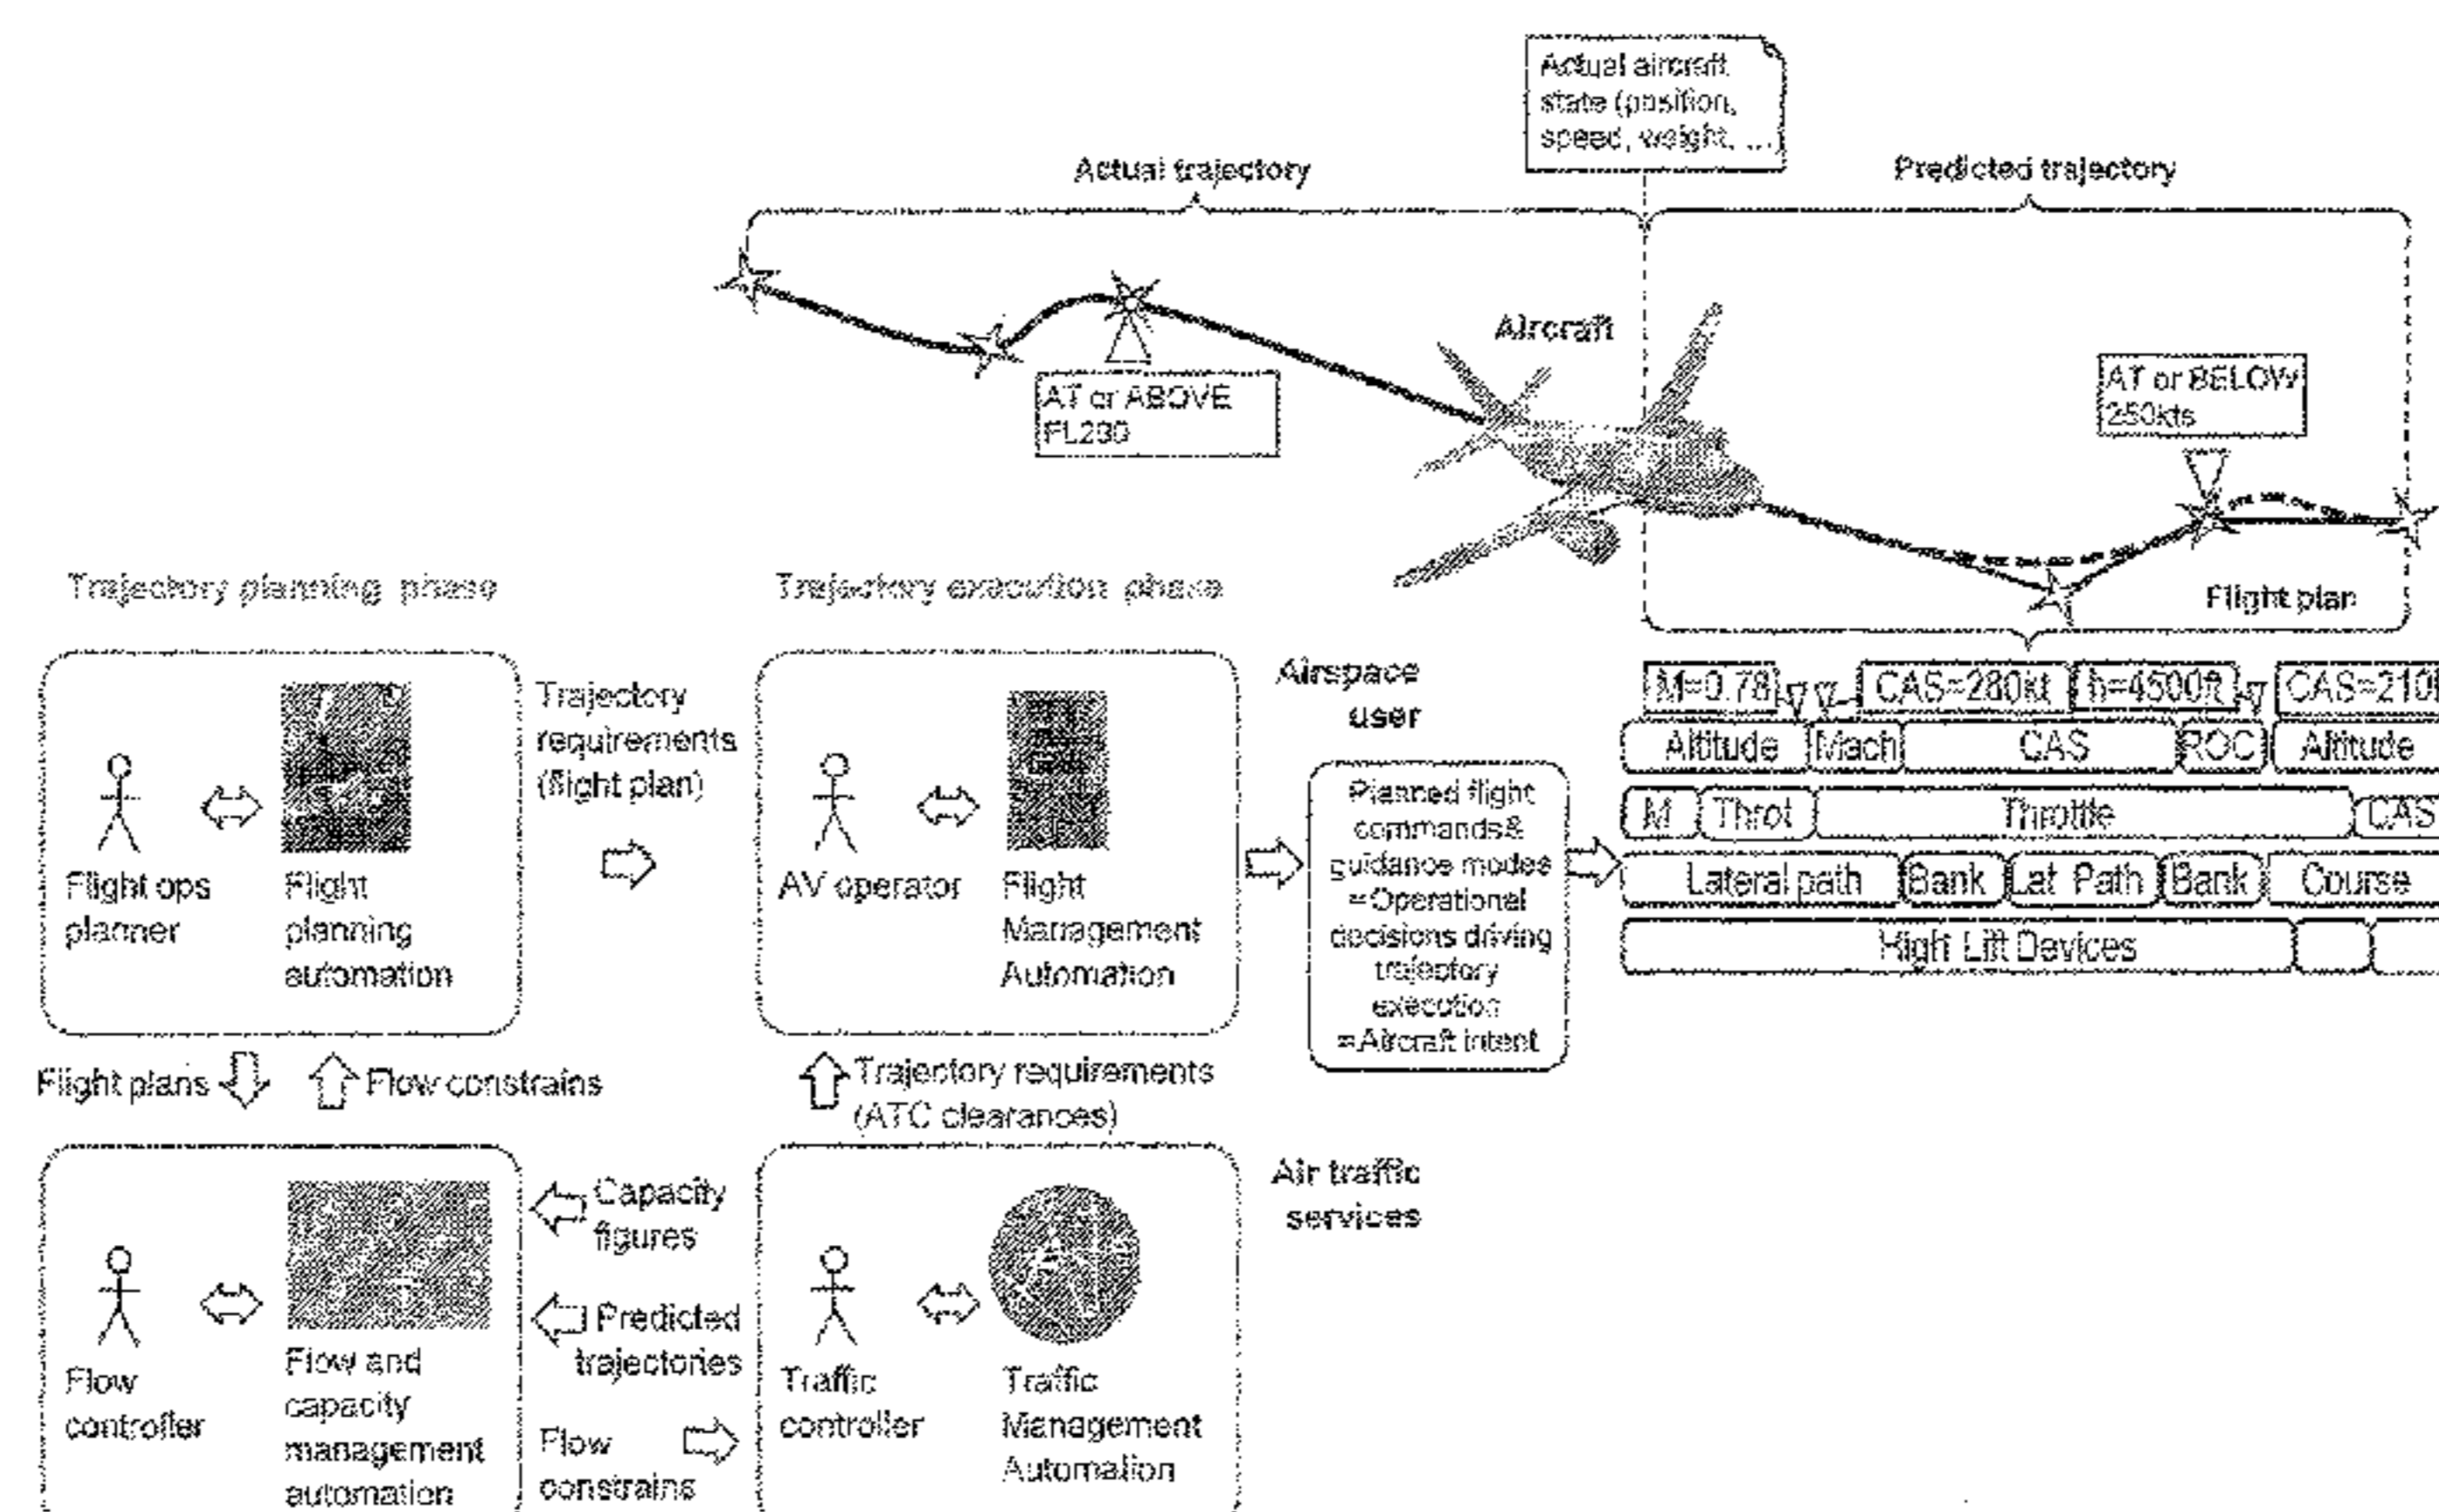 Actual aircraft
state (position,
speed, weight, ...)
Actual trajectory
Predicted trajectory
Aircraft
AT or ABOVE
FL290
AT or BELOW
250kts
Flight plan
Trajectory planning phase
Trajectory execution phase
Flight ops
planner
Flight
planning
automation
Trajectory
requirements
(flight plan)
AV operator
Flight
Management
Automation
Airspace
user
Planned flight
commands&
guidance modes
=Operational
decisions driving
trajectory
execution
=Aircraft intent
M=0.78
CAS=280kt
h=4500ft
CAS=210
Altitude
Mach
CAS
ROC
Altitude
M
Throt
Throttle
CAS
Lateral path
Bank
Lat Path
Bank
Course
High Lift Devices
Flight plans
Flow constrains
Trajectory requirements
(ATC clearances)
Flow
controller
Flow and
capacity
management
automation
Capacity
figures
Predicted
trajectories
Flow
constrains
Traffic
controller
Traffic
Management
Automation
Air traffic
services